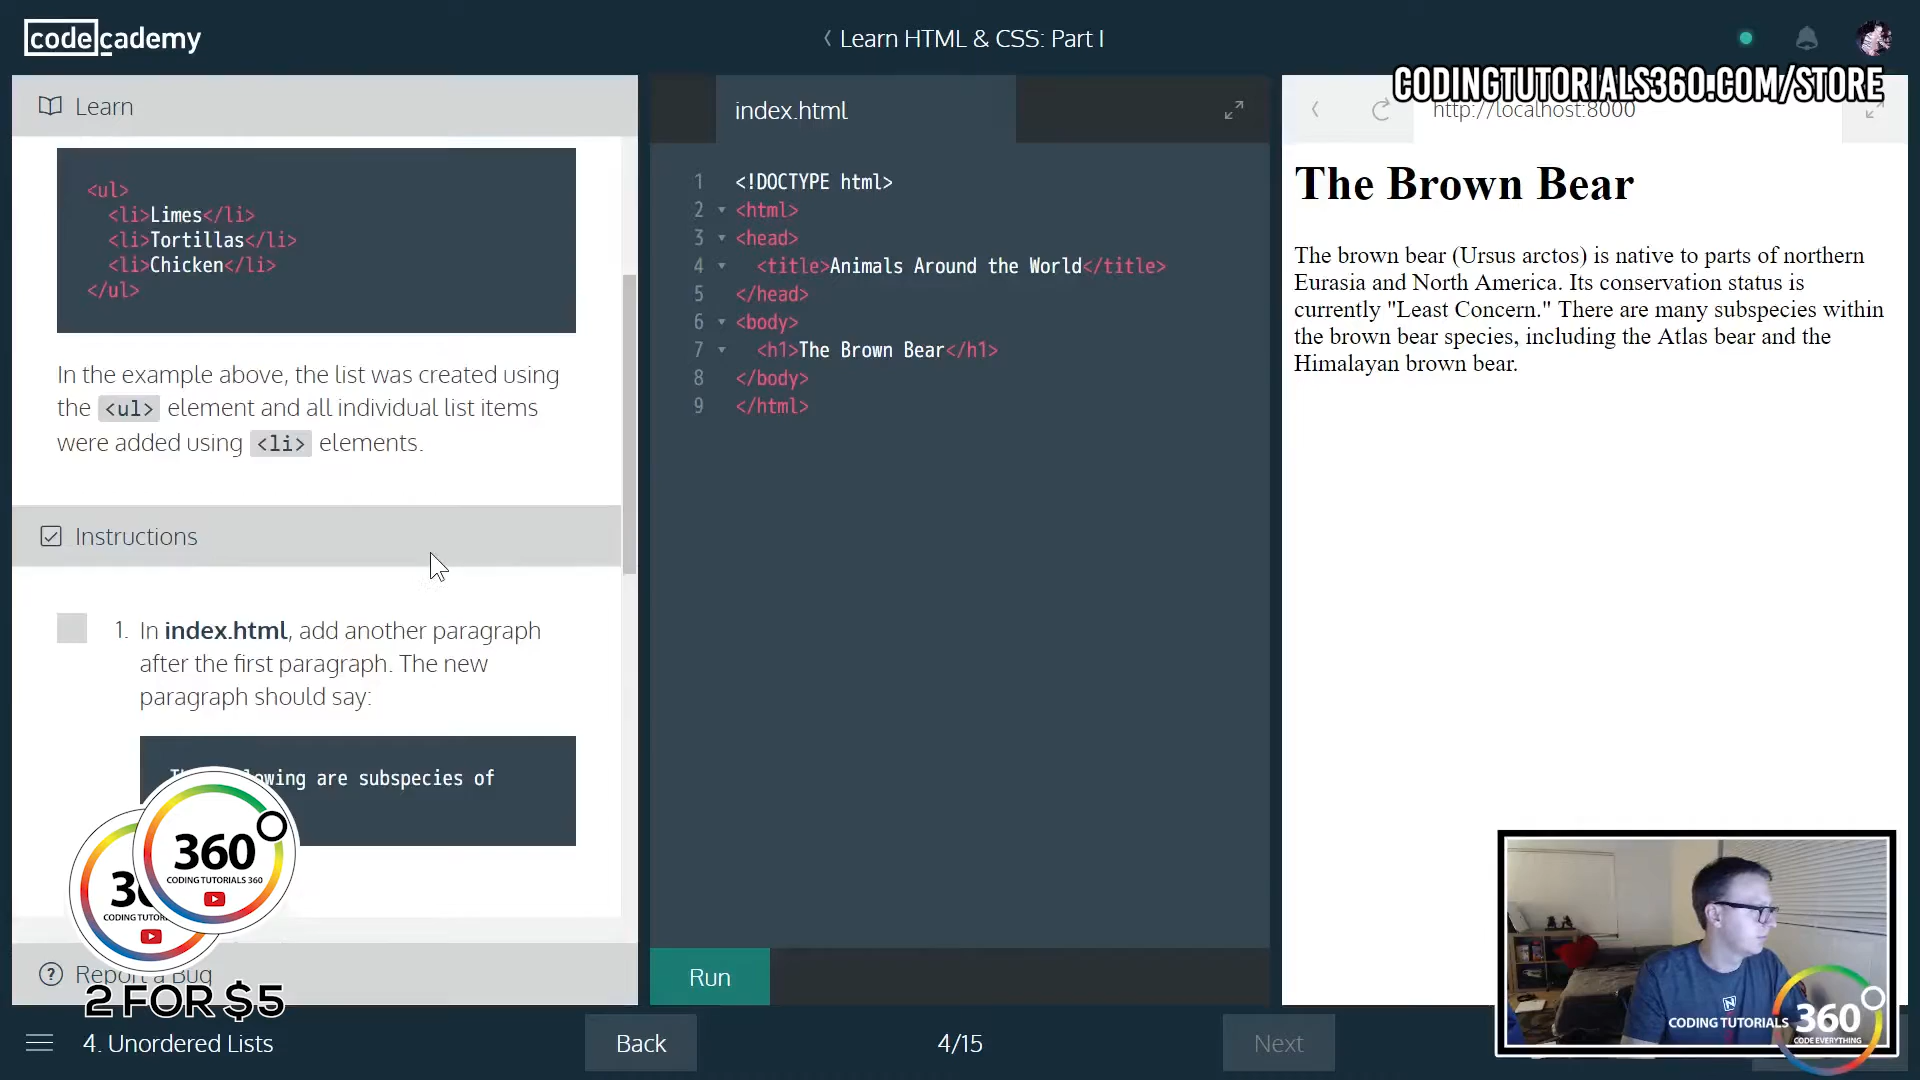 codecademy
Learn HTML & CSS: Part I
CODINGTUTORIALS360.COM/STORE
Learn
<ul>
<li>Limes</li>
<li>Tortillas</li>
<li>Chicken</li>
</ul>
In the example above, the list was created using
the <ul> element and all individual list items
were added using <li> elements.
Instructions
1. In index.html, add another paragraph
after the first paragraph. The new
paragraph should say:
are subspecies of
360
CODING TUTORIALS 360
Report a Bug
2 FOR $5
4. Unordered Lists
index.html
1 <!DOCTYPE html>
2 <html>
3 <head>
4 <title>Animals Around the World</title>
5 </head>
6 <body>
7 <h1>The Brown Bear</h1>
8 </body>
9 </html>
Run
Back
4/15
Next
http://localhost:8000
The Brown Bear
The brown bear (Ursus arctos) is native to parts of northern
Eurasia and North America. Its conservation status is
currently "Least Concern." There are many subspecies within
the brown bear species, including the Atlas bear and the
Himalayan brown bear.
CODING TUTORIALS 360
CODE EVERYTHING